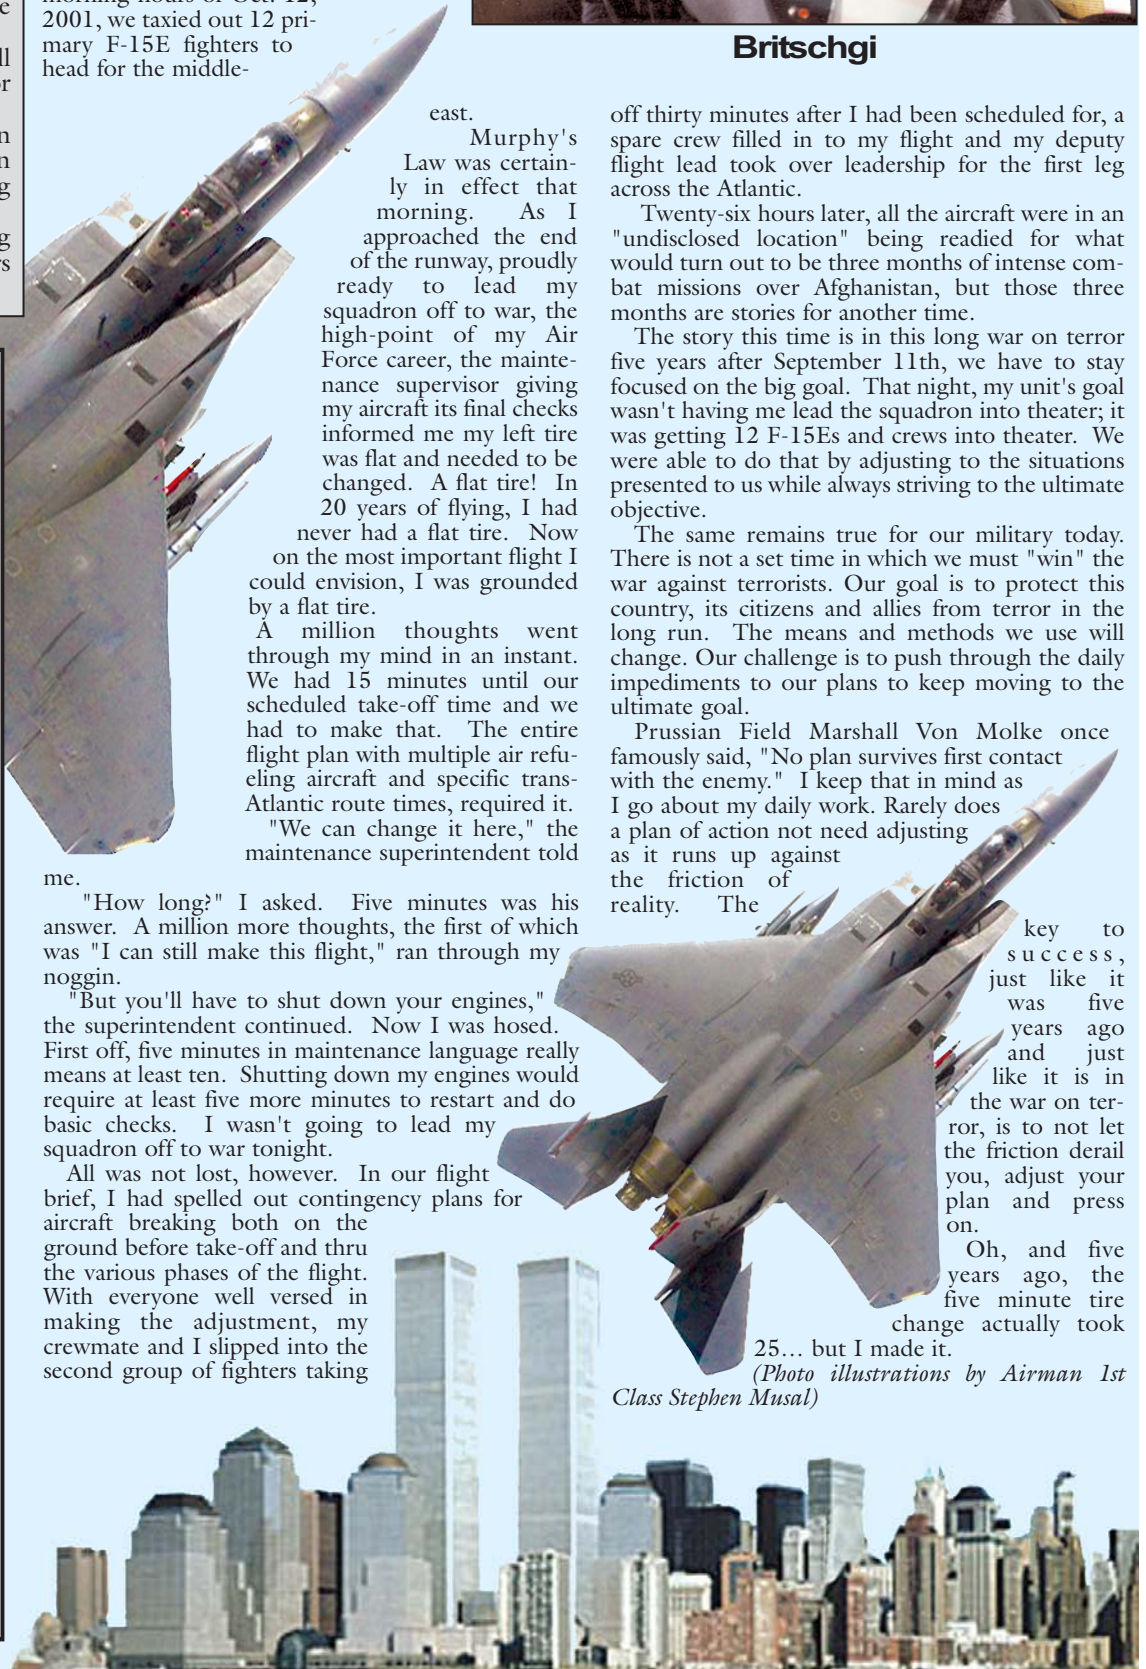 e
ll
or
n
n
g
g
rs
morning hours of Oct. 12,
2001, we taxied out 12 pri-
mary F-15E fighters to
head for the middle-
east.
Murphy's
Law was certain-
ly in effect that
morning. As I
approached the end
of the runway, proudly
ready to lead my
squadron off to war, the
high-point of my Air
Force career, the mainte-
nance supervisor giving
my aircraft its final checks
informed me my left tire
was flat and needed to be
changed. A flat tire! In
20 years of flying, I had
never had a flat tire. Now
on the most important flight I
could envision, I was grounded
by a flat tire.
A million thoughts went
through my mind in an instant.
We had 15 minutes until our
scheduled take-off time and we
had to make that. The entire
flight plan with multiple air refu-
eling aircraft and specific trans-
Atlantic route times, required it.
"We can change it here," the
maintenance superintendent told
me.
"How long?" I asked. Five minutes was his
answer. A million more thoughts, the first of which
was "I can still make this flight," ran through my
noggin.
"But you'll have to shut down your engines,"
the superintendent continued. Now I was hosed.
First off, five minutes in maintenance language really
means at least ten. Shutting down my engines would
require at least five more minutes to restart and do
basic checks. I wasn't going to lead my
squadron off to war tonight.
All was not lost, however. In our flight
brief, I had spelled out contingency plans for
aircraft breaking both on the
ground before take-off and thru
the various phases of the flight.
With everyone well versed in
making the adjustment, my
crewmate and I slipped into the
second group of fighters taking
Britschgi
off thirty minutes after I had been scheduled for, a
spare crew filled in to my flight and my deputy
flight lead took over leadership for the first leg
across the Atlantic.
Twenty-six hours later, all the aircraft were in an
"undisclosed location" being readied for what
would turn out to be three months of intense com-
bat missions over Afghanistan, but those three
months are stories for another time.
The story this time is in this long war on terror
five years after September 11th, we have to stay
focused on the big goal. That night, my unit's goal
wasn't having me lead the squadron into theater; it
was getting 12 F-15Es and crews into theater. We
were able to do that by adjusting to the situations
presented to us while always striving to the ultimate
objective.
The same remains true for our military today.
There is not a set time in which we must "win" the
war against terrorists. Our goal is to protect this
country, its citizens and allies from terror in the
long run. The means and methods we use will
change. Our challenge is to push through the daily
impediments to our plans to keep moving to the
ultimate goal.
Prussian Field Marshall Von Molke once
famously said, "No plan survives first contact
with the enemy." I keep that in mind as
I go about my daily work. Rarely does
a plan of action not need adjusting
as it runs up against
the friction of
reality. The
key to
success,
just like it
was five
years ago
and just
like it is in
the war on ter-
ror, is to not let
the friction derail
you, adjust your
plan and press
on.
Oh, and five
years ago, the
five minute tire
change actually took
25... but I made it.
(Photo illustrations by Airman 1st
Class Stephen Musal)